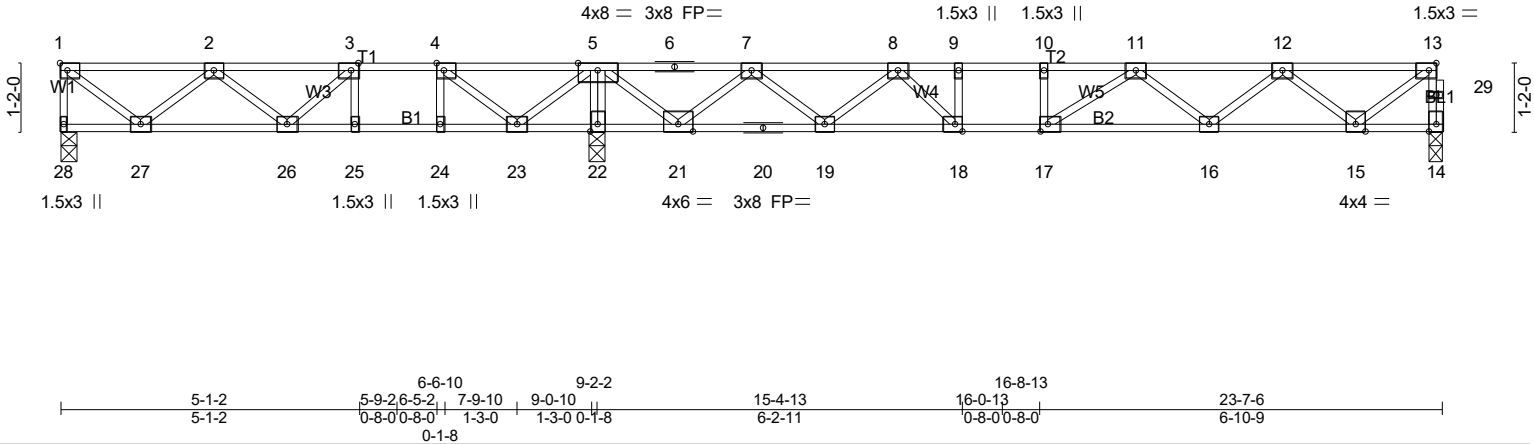 4x8 = 3x8 FP= 1.5x3 || 1.5x3 || 1.5x3 =
1 2 3 4 5 6 7 8 9 10 11 12 13
T1 T2
1-2-0 W1 W3 W4 W5 29 1-2-0
B1 B2
28 27 26 25 24 23 22 21 20 19 18 17 16 15 14
1.5x3 || 1.5x3 || 1.5x3 || 4x6 = 3x8 FP= 4x4 =
6-6-10 9-2-2 16-8-13
5-1-2 5-9-2 6-5-2 7-9-10 9-0-10 15-4-13 16-0-13 23-7-6
5-1-2 0-8-0 0-8-0 1-3-0 1-3-0 0-1-8 6-2-11 0-8-0 0-8-0 6-10-9
0-1-8